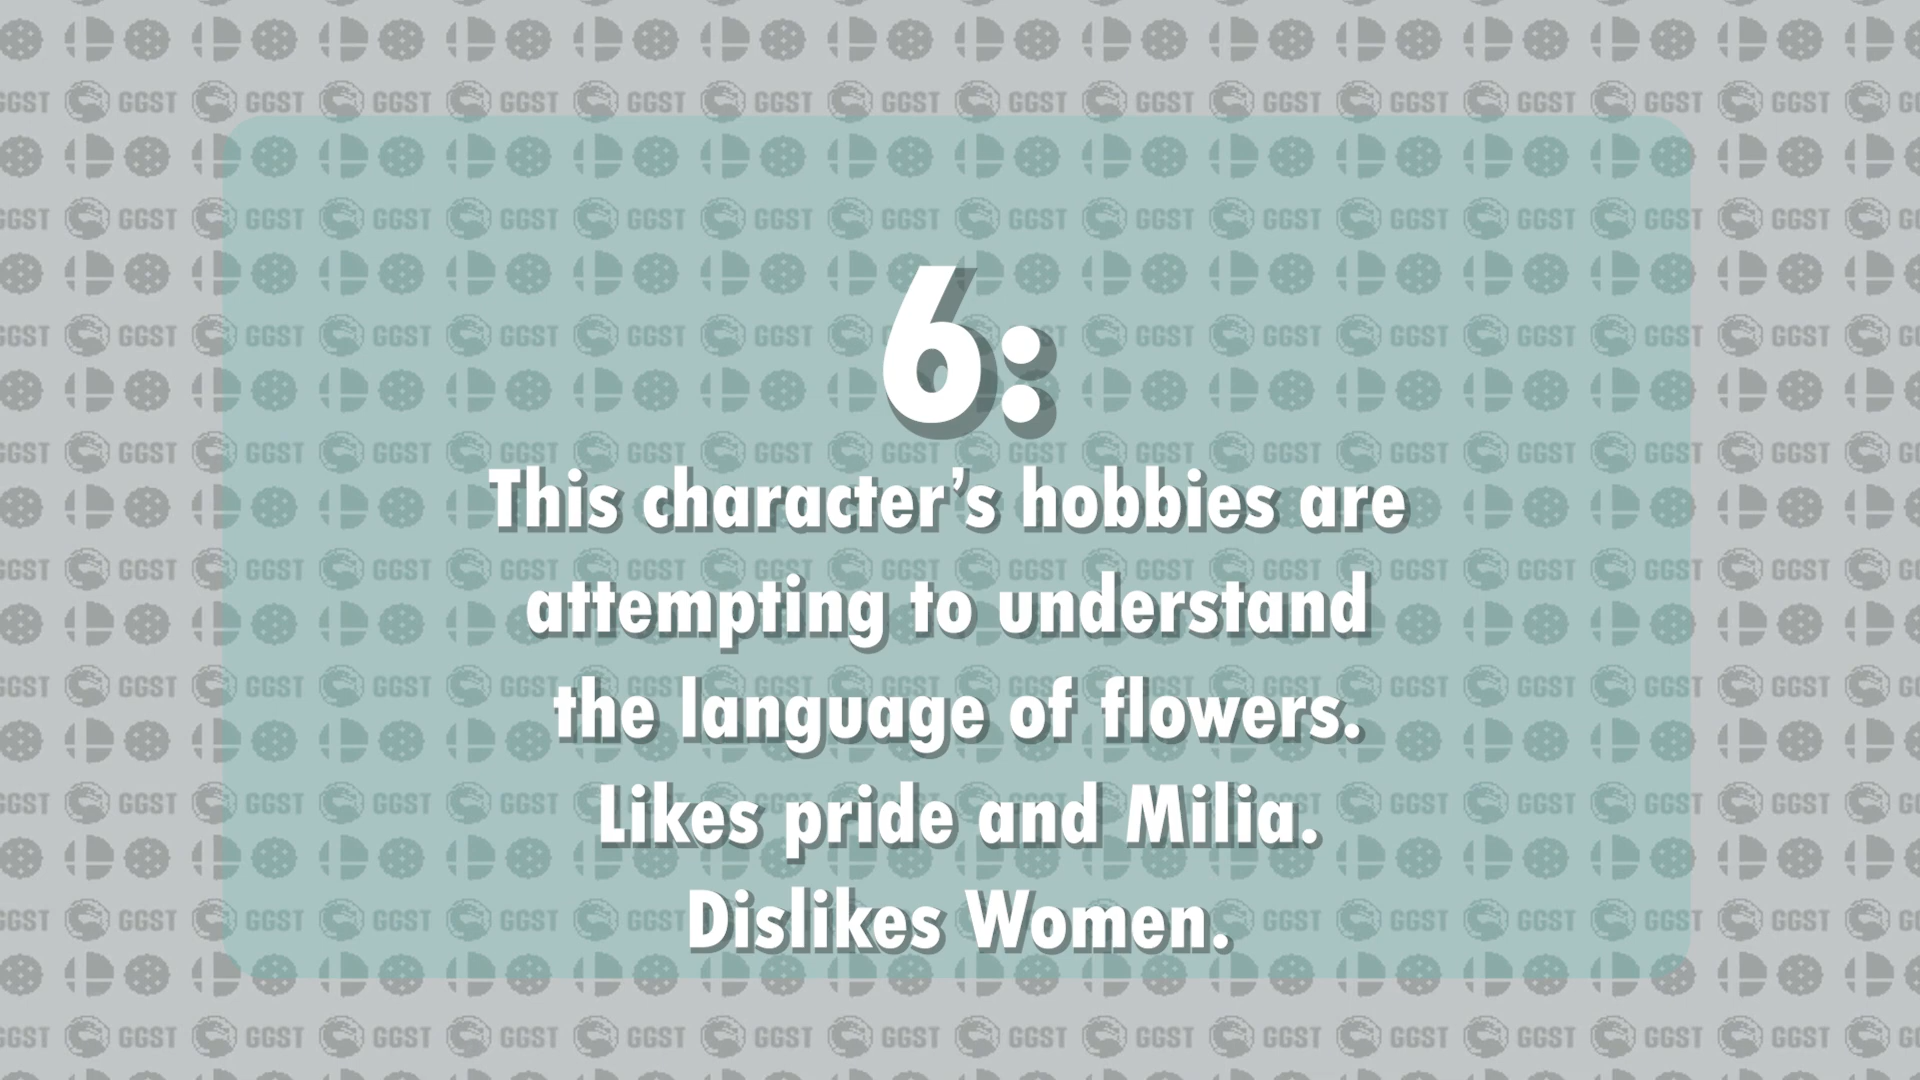 6:
This character’s hobbies are
attempting to understand
the language of flowers.
Likes pride and Milia.
Dislikes Women.